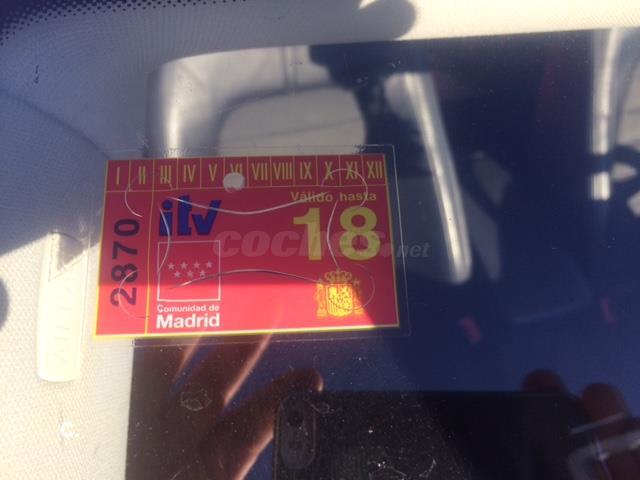 I II III IV V VI VII VIII IX X XI XII
2870
itv
Válido hasta
18
coches.net
Comunidad de
Madrid